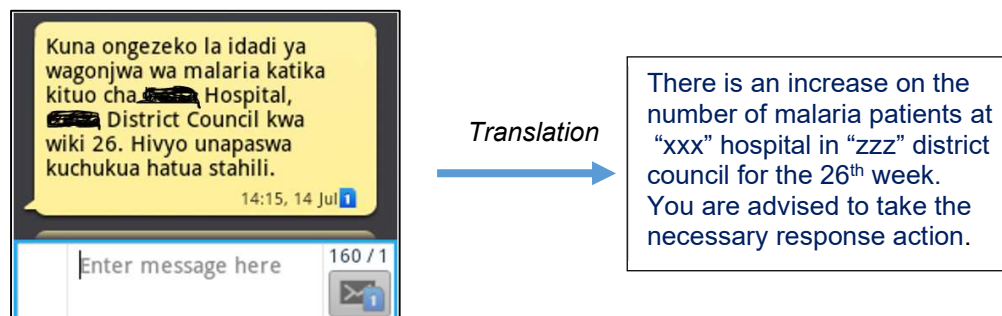 Kuna ongezeko la idadi ya
wagonjwa wa malaria katika
kituo cha Hospital,
District Council kwa
wiki 26. Hivyo unapaswa
kuchukua hatua stahili.
14:15, 14 Jul 1
Enter message here
160 / 1
1
Translation
There is an increase on the
number of malaria patients at
“xxx” hospital in “zzz” district
council for the 26th week.
You are advised to take the
necessary response action.